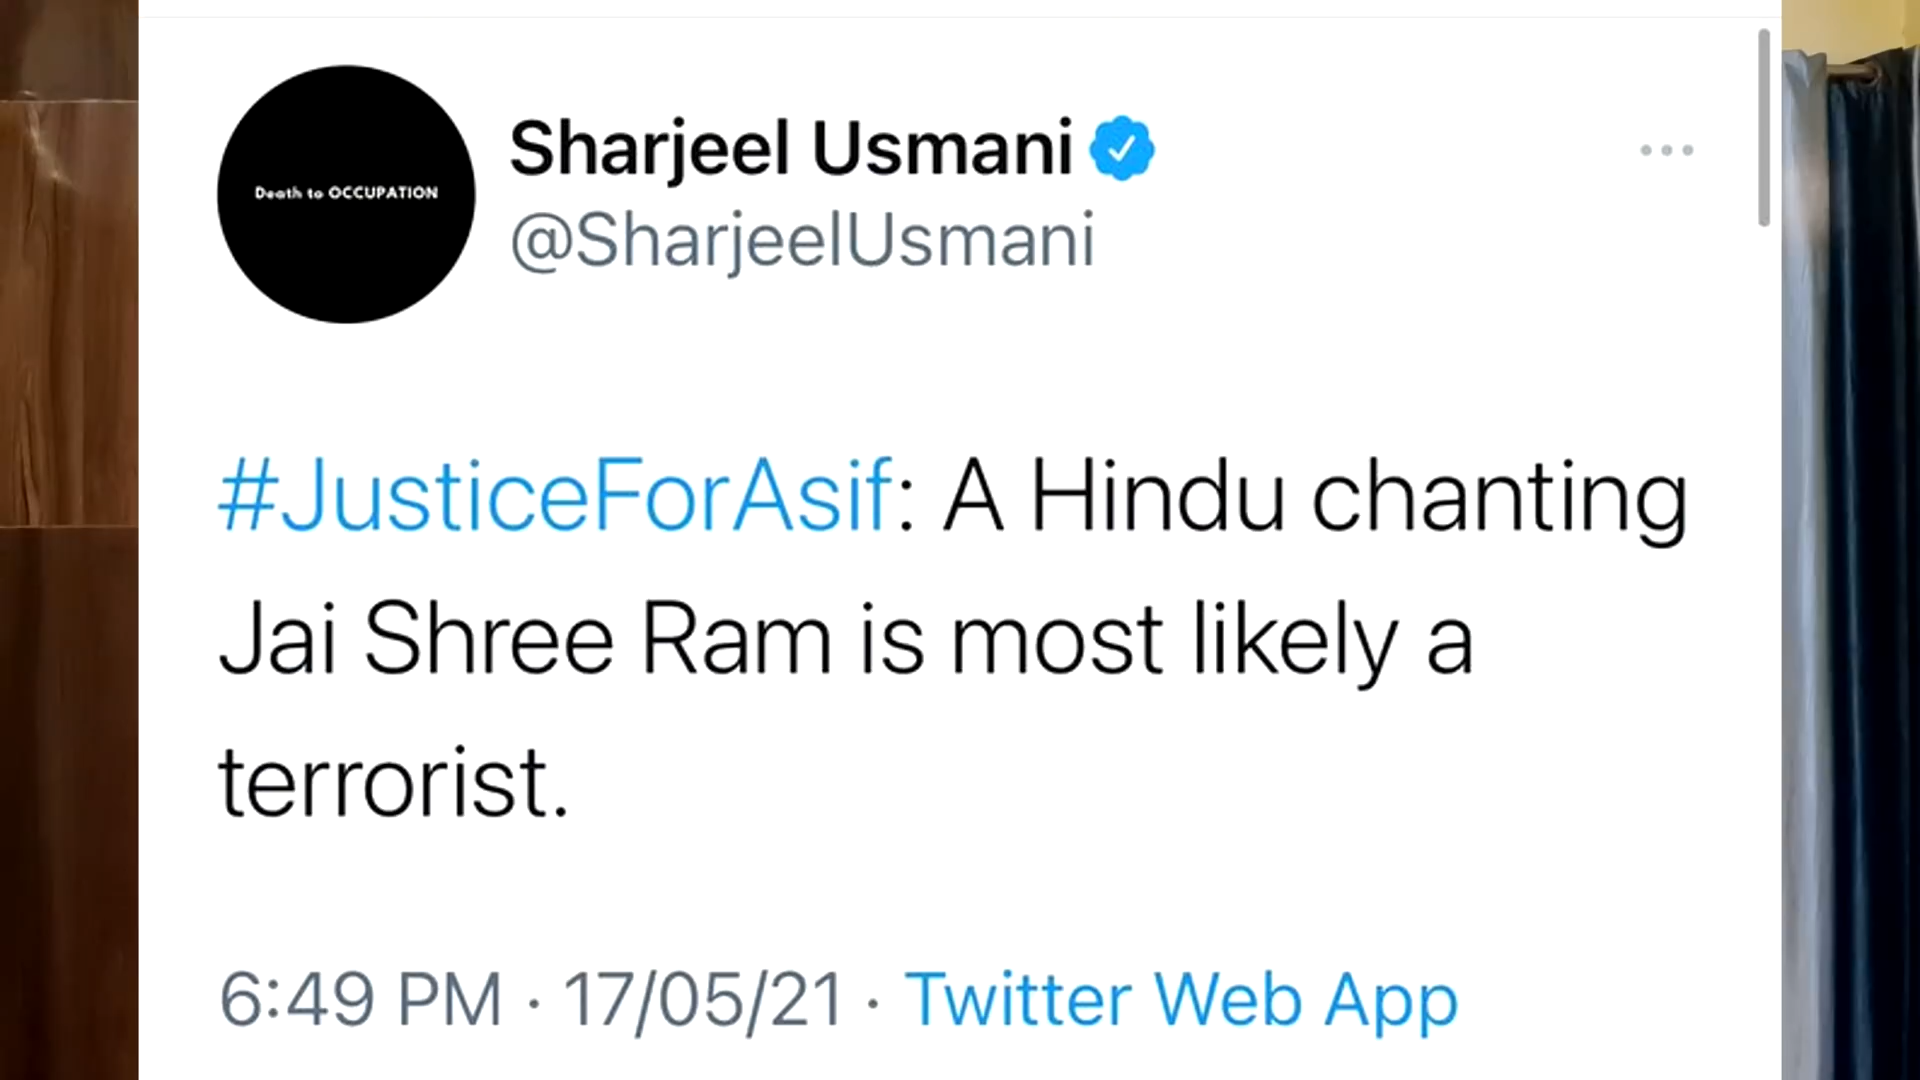 Death to OCCUPATION
Sharjeel Usmani
@SharjeelUsmani
#JusticeForAsif: A Hindu chanting
Jai Shree Ram is most likely a
terrorist.
6:49 PM · 17/05/21 · Twitter Web App